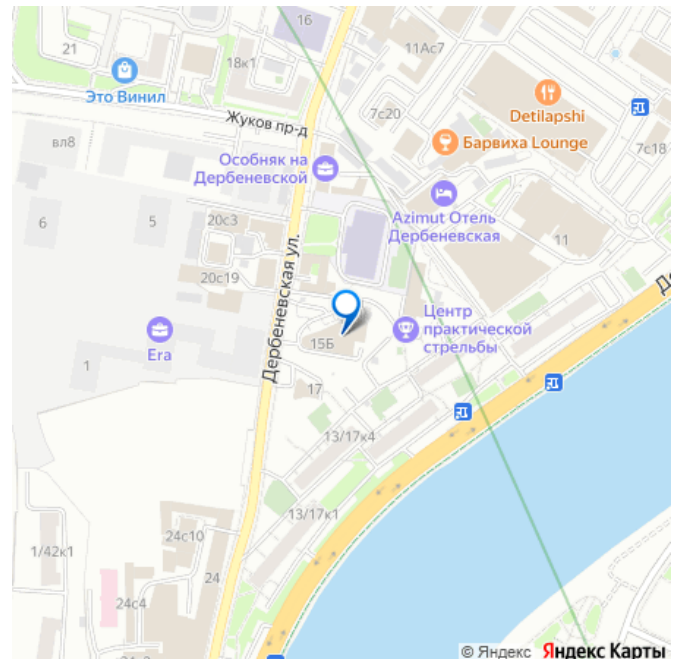 16
21
18к1
11Ас7
Это Винил
Detilapshi
7с20
Жуков пр-д
Барвиха Lounge
вл8
7с18
Особняк на
Дербеневской
Azimut Отель
Дербеневская
6
5
20с3
11
20с19
Дербеневская ул.
Центр
практической
стрельбы
Era
15Б
1
17
13/17к4
13/17к1
24с10
1/42к1
24
24с4
© Яндекс Яндекс Карты